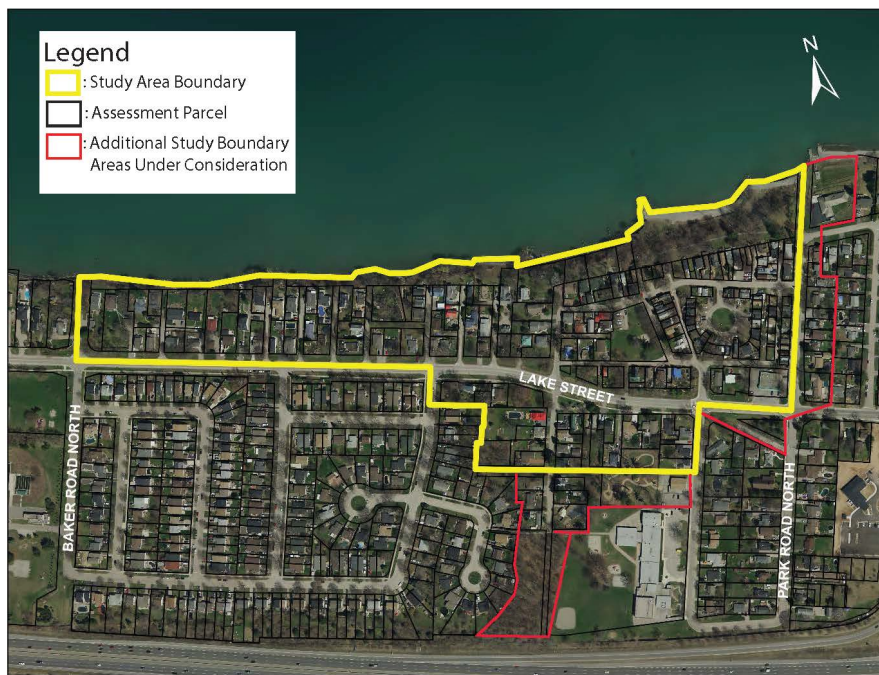 Legend
: Study Area Boundary
: Assessment Parcel
: Additional Study Boundary
Areas Under Consideration
N
LAKE STREET
BAKER ROAD NORTH
PARK ROAD NORTH